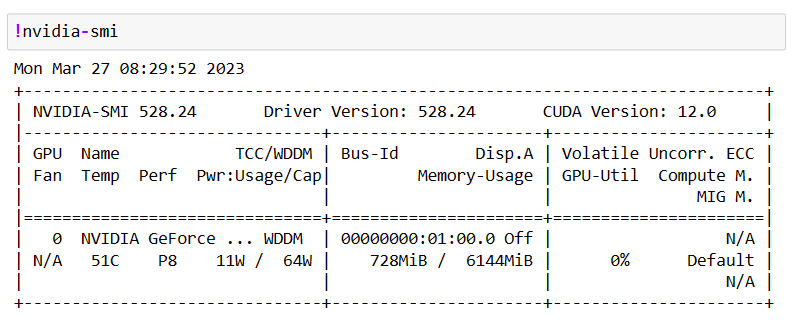 !nvidia-smi
Mon Mar 27 08:29:52 2023
+-----------------------------------------------------------------------------+
| NVIDIA-SMI 528.24       Driver Version: 528.24       CUDA Version: 12.0     |
|-------------------------------+----------------------+----------------------+
| GPU  Name            TCC/WDDM | Bus-Id        Disp.A | Volatile Uncorr. ECC |
| Fan  Temp  Perf  Pwr:Usage/Cap|         Memory-Usage | GPU-Util  Compute M. |
|                               |                      |               MIG M. |
|===============================+======================+======================|
|   0  NVIDIA GeForce ... WDDM  | 00000000:01:00.0 Off |                  N/A |
| N/A   51C    P8    11W /  64W |    728MiB /  6144MiB |      0%      Default |
|                               |                      |                  N/A |
+-------------------------------+----------------------+----------------------+